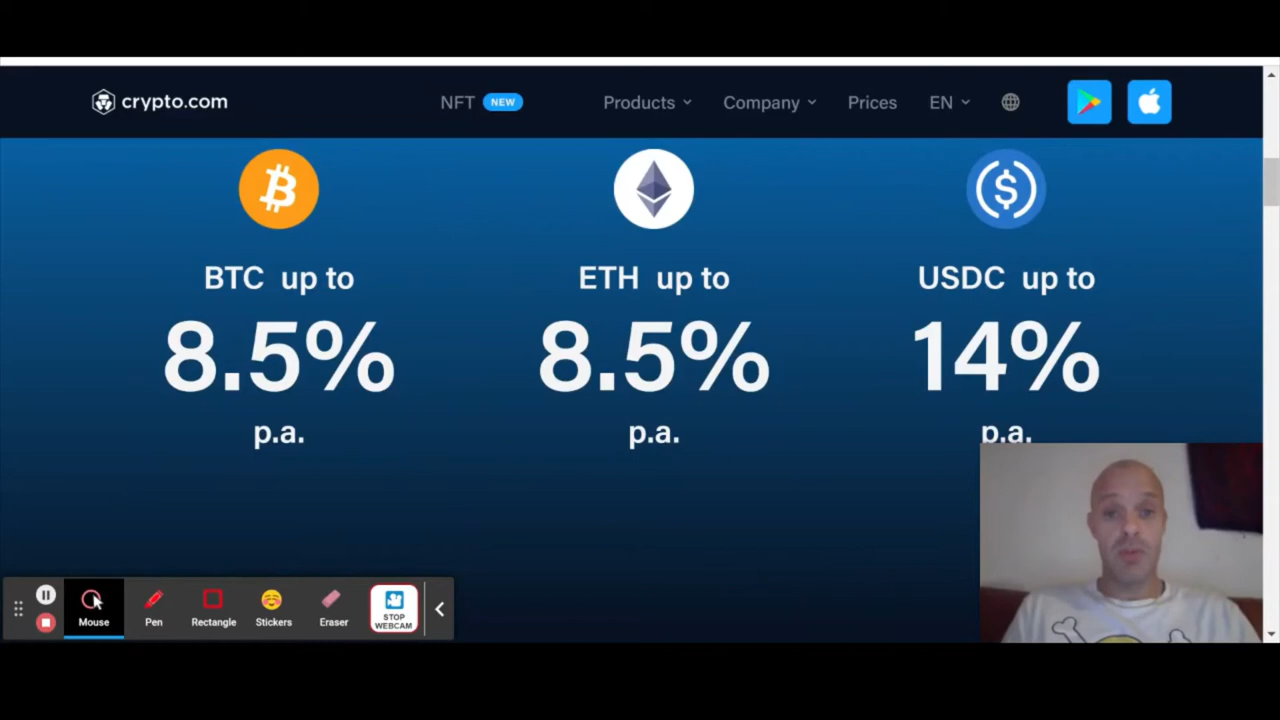 crypto.com NFT NEW Products Company Prices EN
BTC up to ETH up to USDC up to
8.5% 8.5% 14%
p.a. p.a. p.a.
Mouse Pen Rectangle Stickers Eraser STOP
WEBCAM